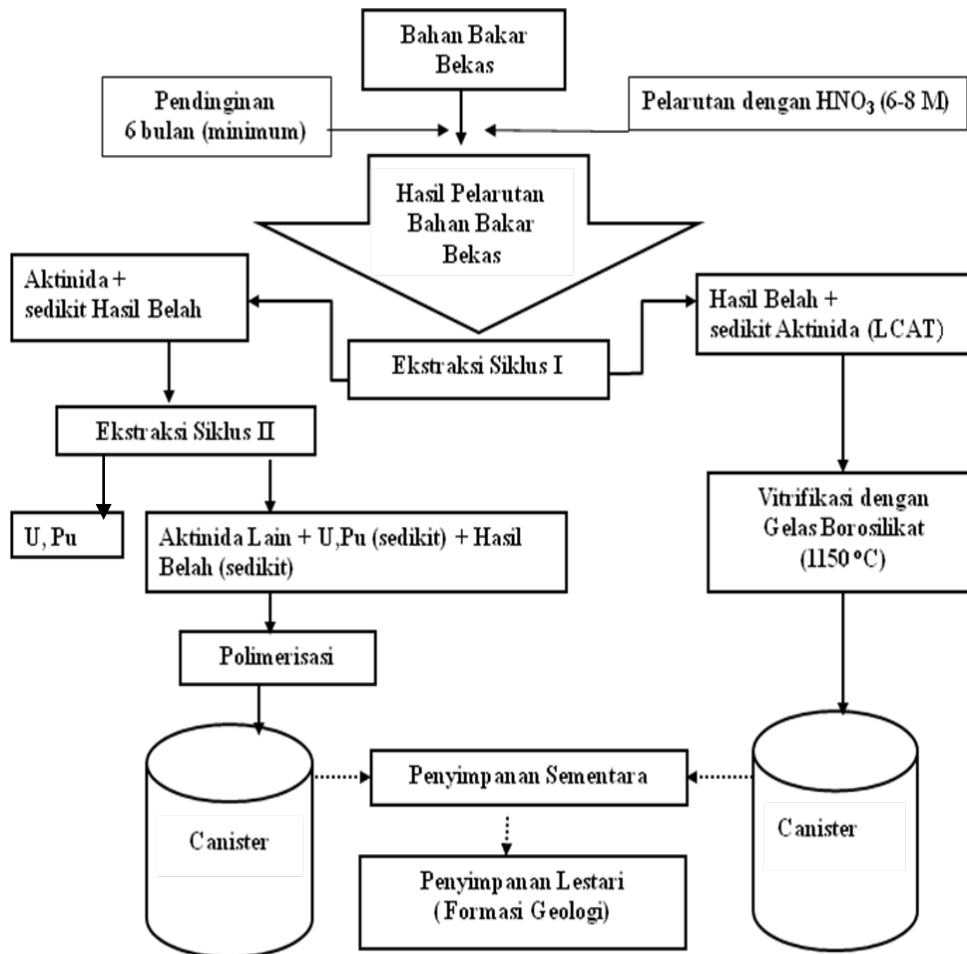 Bahan Bakar
Bekas
Pendinginan
6 bulan (minimum)
Pelarutan dengan HNO₃ (6-8 M)
Hasil Pelarutan
Bahan Bakar
Bekas
Aktinida +
sedikit Hasil Belah
Hasil Belah +
sedikit Aktinida (LCAT)
Ekstraksi Siklus I
Ekstraksi Siklus II
U, Pu
Aktinida Lain + U,Pu (sedikit) + Hasil
Belah (sedikit)
Vitrifikasi dengan
Gelas Borosilikat
(1150 °C)
Polimerisasi
Canister
Penyimpanan Sementara
Canister
Penyimpanan Lestari
(Formasi Geologi)